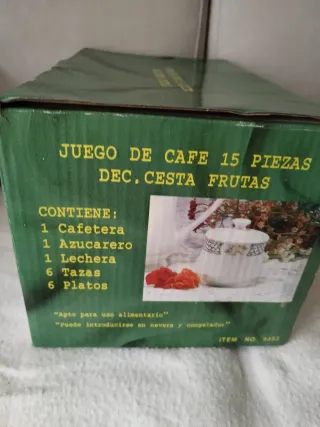 JUEGO DE CAFE 15 PIEZAS
DEC. CESTA FRUTAS
CONTIENE:
1 Cafetera
1 Azucarero
1 Lechera
6 Tazas
6 Platos
"Apto para uso alimentario"
"Puede introducirse en nevera y congelador"
ITEM NO.